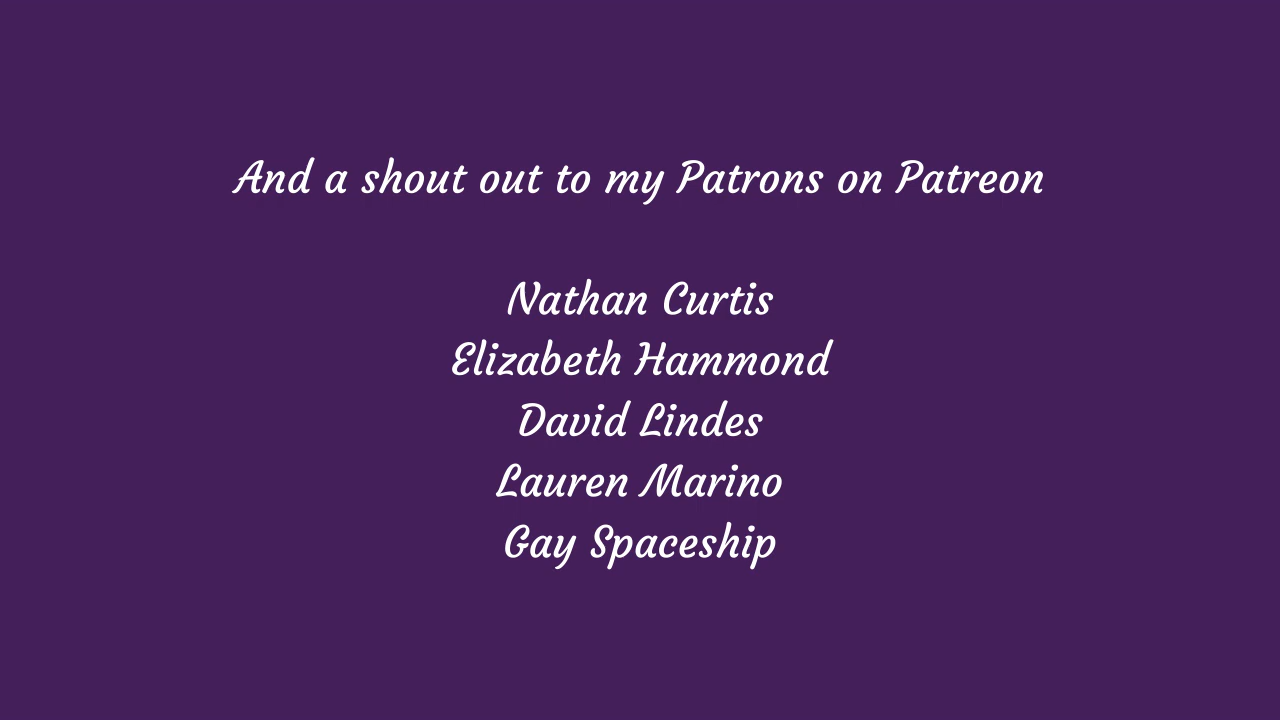 And a shout out to my Patrons on Patreon
Nathan Curtis
Elizabeth Hammond
David Lindes
Lauren Marino
Gay Spaceship